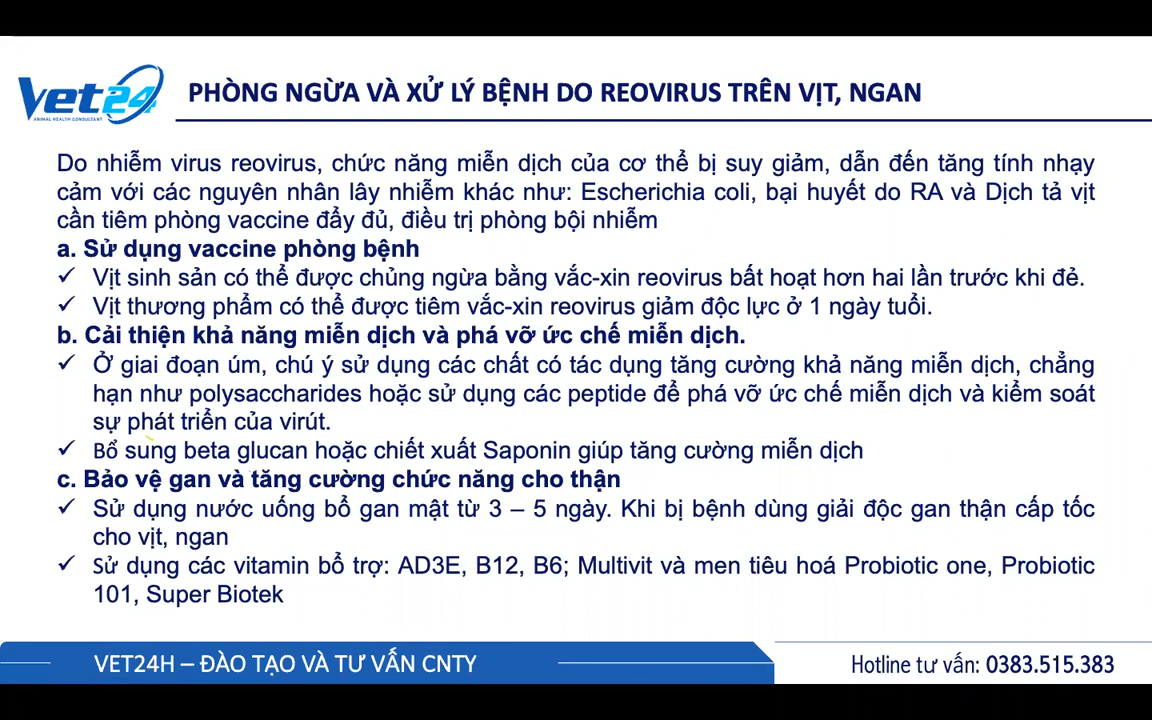 Vet24
ANIMAL HEALTH CONSULTANT
PHÒNG NGỪA VÀ XỬ LÝ BỆNH DO REOVIRUS TRÊN VỊT, NGAN
Do nhiễm virus reovirus, chức năng miễn dịch của cơ thể bị suy giảm, dẫn đến tăng tính nhạy
cảm với các nguyên nhân lây nhiễm khác như: Escherichia coli, bại huyết do RA và Dịch tả vịt
cần tiêm phòng vaccine đẩy đủ, điều trị phòng bội nhiễm
a. Sử dụng vaccine phòng bệnh
✓ Vịt sinh sản có thể được chủng ngừa bằng vắc-xin reovirus bất hoạt hơn hai lần trước khi đẻ.
✓ Vịt thương phẩm có thể được tiêm vắc-xin reovirus giảm độc lực ở 1 ngày tuổi.
b. Cải thiện khả năng miễn dịch và phá vỡ ức chế miễn dịch.
✓ Ở giai đoạn úm, chú ý sử dụng các chất có tác dụng tăng cường khả năng miễn dịch, chẳng
hạn như polysaccharides hoặc sử dụng các peptide để phá vỡ ức chế miễn dịch và kiểm soát
sự phát triển của virút.
✓ Bổ sung beta glucan hoặc chiết xuất Saponin giúp tăng cường miễn dịch
c. Bảo vệ gan và tăng cường chức năng cho thận
✓ Sử dụng nước uống bổ gan mật từ 3 – 5 ngày. Khi bị bệnh dùng giải độc gan thận cấp tốc
cho vịt, ngan
✓ Sử dụng các vitamin bổ trợ: AD3E, B12, B6; Multivit và men tiêu hoá Probiotic one, Probiotic
101, Super Biotek
VET24H – ĐÀO TẠO VÀ TƯ VẤN CNTY
Hotline tư vấn: 0383.515.383